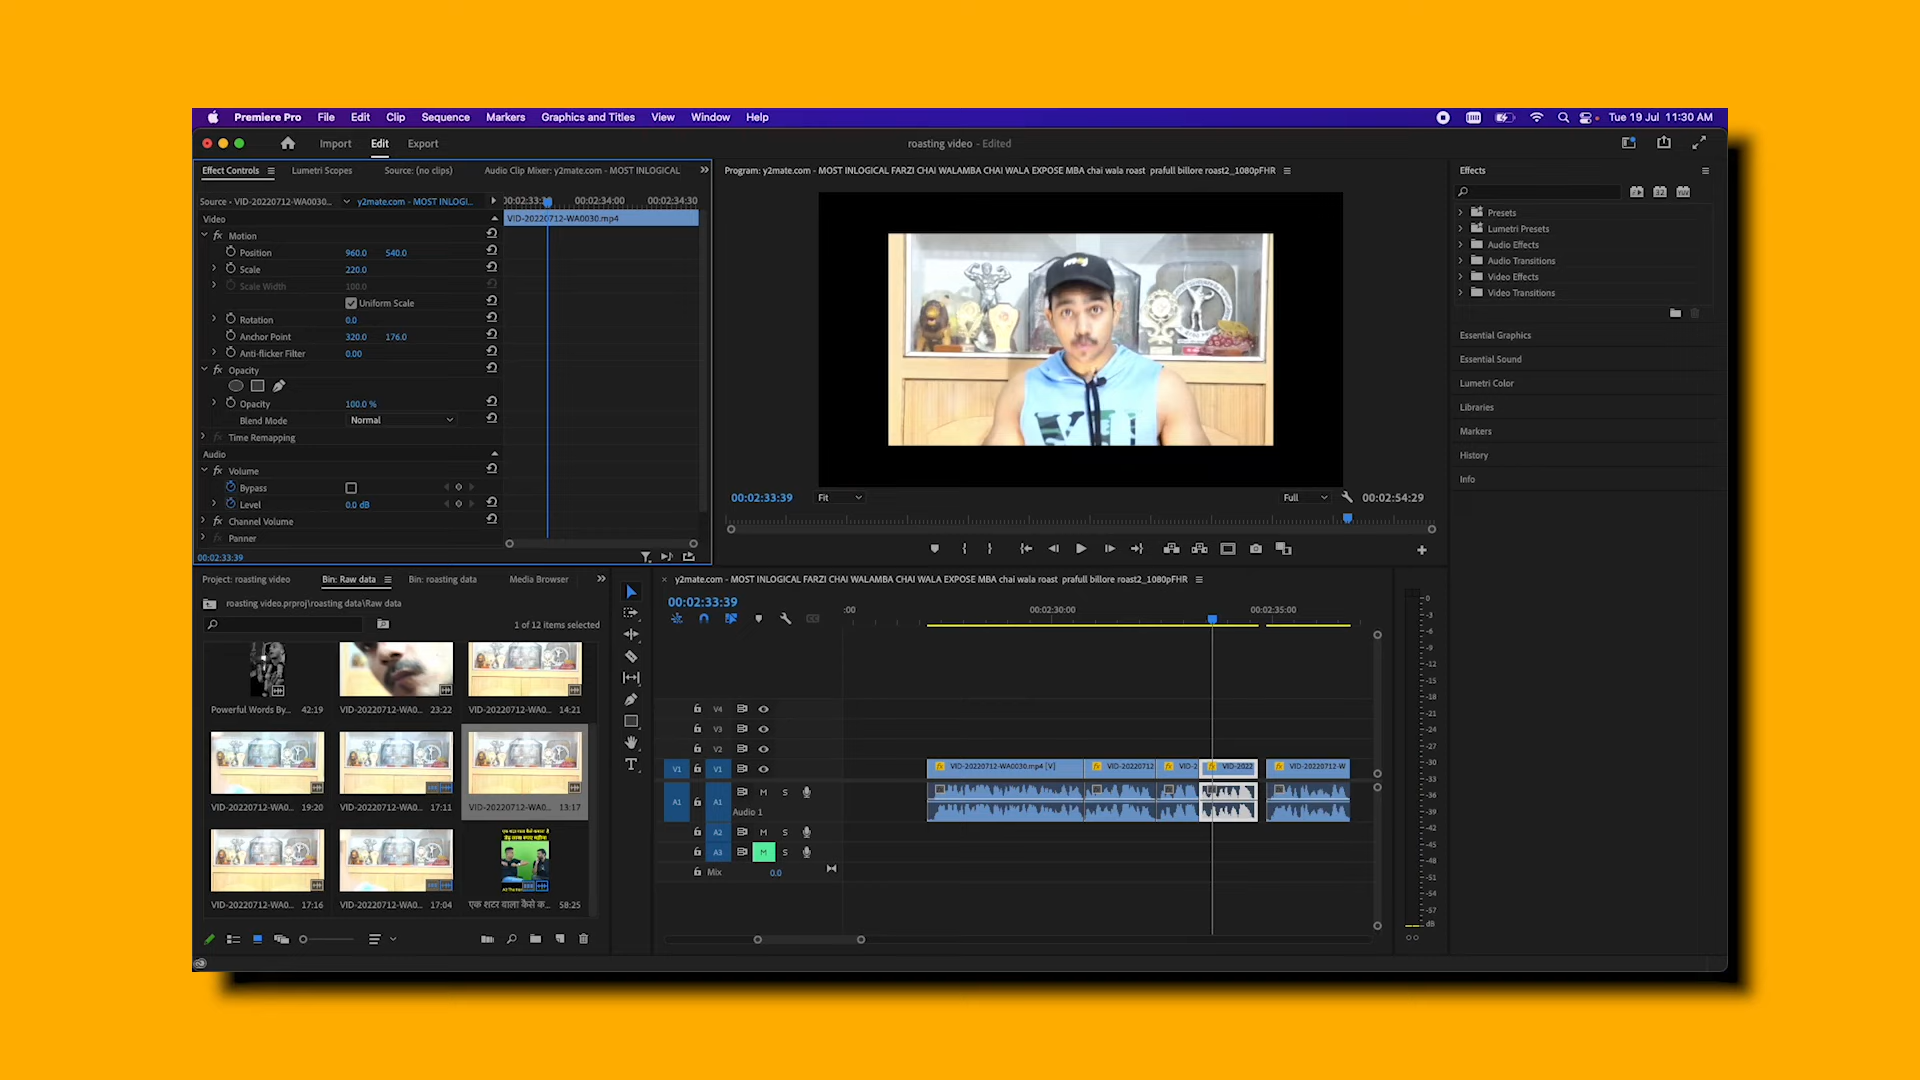 Premiere Pro File Edit Clip Sequence Markers Graphics and Titles View Window Help Tue 19 Jul 11:30 AM
Import Edit Export roasting video - Edited
Effect Controls Lumetri Scopes Source: (no clips) Audio Clip Mixer: y2mate.com - MOST INLOGICAL
Source - VID-20220712-WA0030... y2mate.com - MOST INLOGI...
00:02:33:30 00:02:34:00 00:02:34:30
Video VID-20220712-WA0030.mp4
fx Motion
Position 960.0 540.0
Scale 220.0
Scale Width 100.0
Uniform Scale
Rotation 0.0
Anchor Point 320.0 176.0
Anti-flicker Filter 0.00
fx Opacity
Opacity 100.0 %
Blend Mode Normal
fx Time Remapping
Audio
fx Volume
Bypass
Level 0.0 dB
fx Channel Volume
fx Panner
00:02:33:39
Program: y2mate.com - MOST INLOGICAL FARZI CHAI WALAMBA CHAI WALA EXPOSE MBA chai wala roast prafull billore roast2_1080pFHR
00:02:33:39 Fit Full 00:02:54:29
Effects
Presets
Lumetri Presets
Audio Effects
Audio Transitions
Video Effects
Video Transitions
Essential Graphics
Essential Sound
Lumetri Color
Libraries
Markers
History
Info
Project: roasting video Bin: Raw data Bin: roasting data Media Browser
roasting video.prproj\roasting data\Raw data
1 of 12 items selected
Powerful Words By... 42:19 VID-20220712-WA0... 23:22 VID-20220712-WA0... 14:21
VID-20220712-WA0... 19:20 VID-20220712-WA0... 17:11 VID-20220712-WA0... 13:17
VID-20220712-WA0... 17:16 VID-20220712-WA0... 17:04 एक शटर वाला कैसे क... 58:25
y2mate.com - MOST INLOGICAL FARZI CHAI WALAMBA CHAI WALA EXPOSE MBA chai wala roast prafull billore roast2_1080pFHR
00:02:33:39
:00 00:02:30:00 00:02:35:00
V4
V3
V2
V1 V1 fx VID-20220712-WA0030.mp4 [V] fx VID-20220712 fx VID-2 fx VID-2022 fx VID-20220712-W
A1 A1 M S
Audio 1
A2 M S
A3 M S
Mix 0.0
0
-3
-6
-9
-12
-15
-18
-21
-24
-27
-30
-33
-36
-39
-42
-45
-48
-51
-54
-57
dB